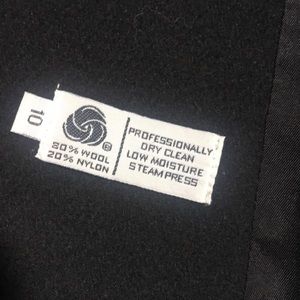 10
®
80% WOOL
20% NYLON
PROFESSIONALLY
DRY CLEAN
LOW MOISTURE
STEAM PRESS